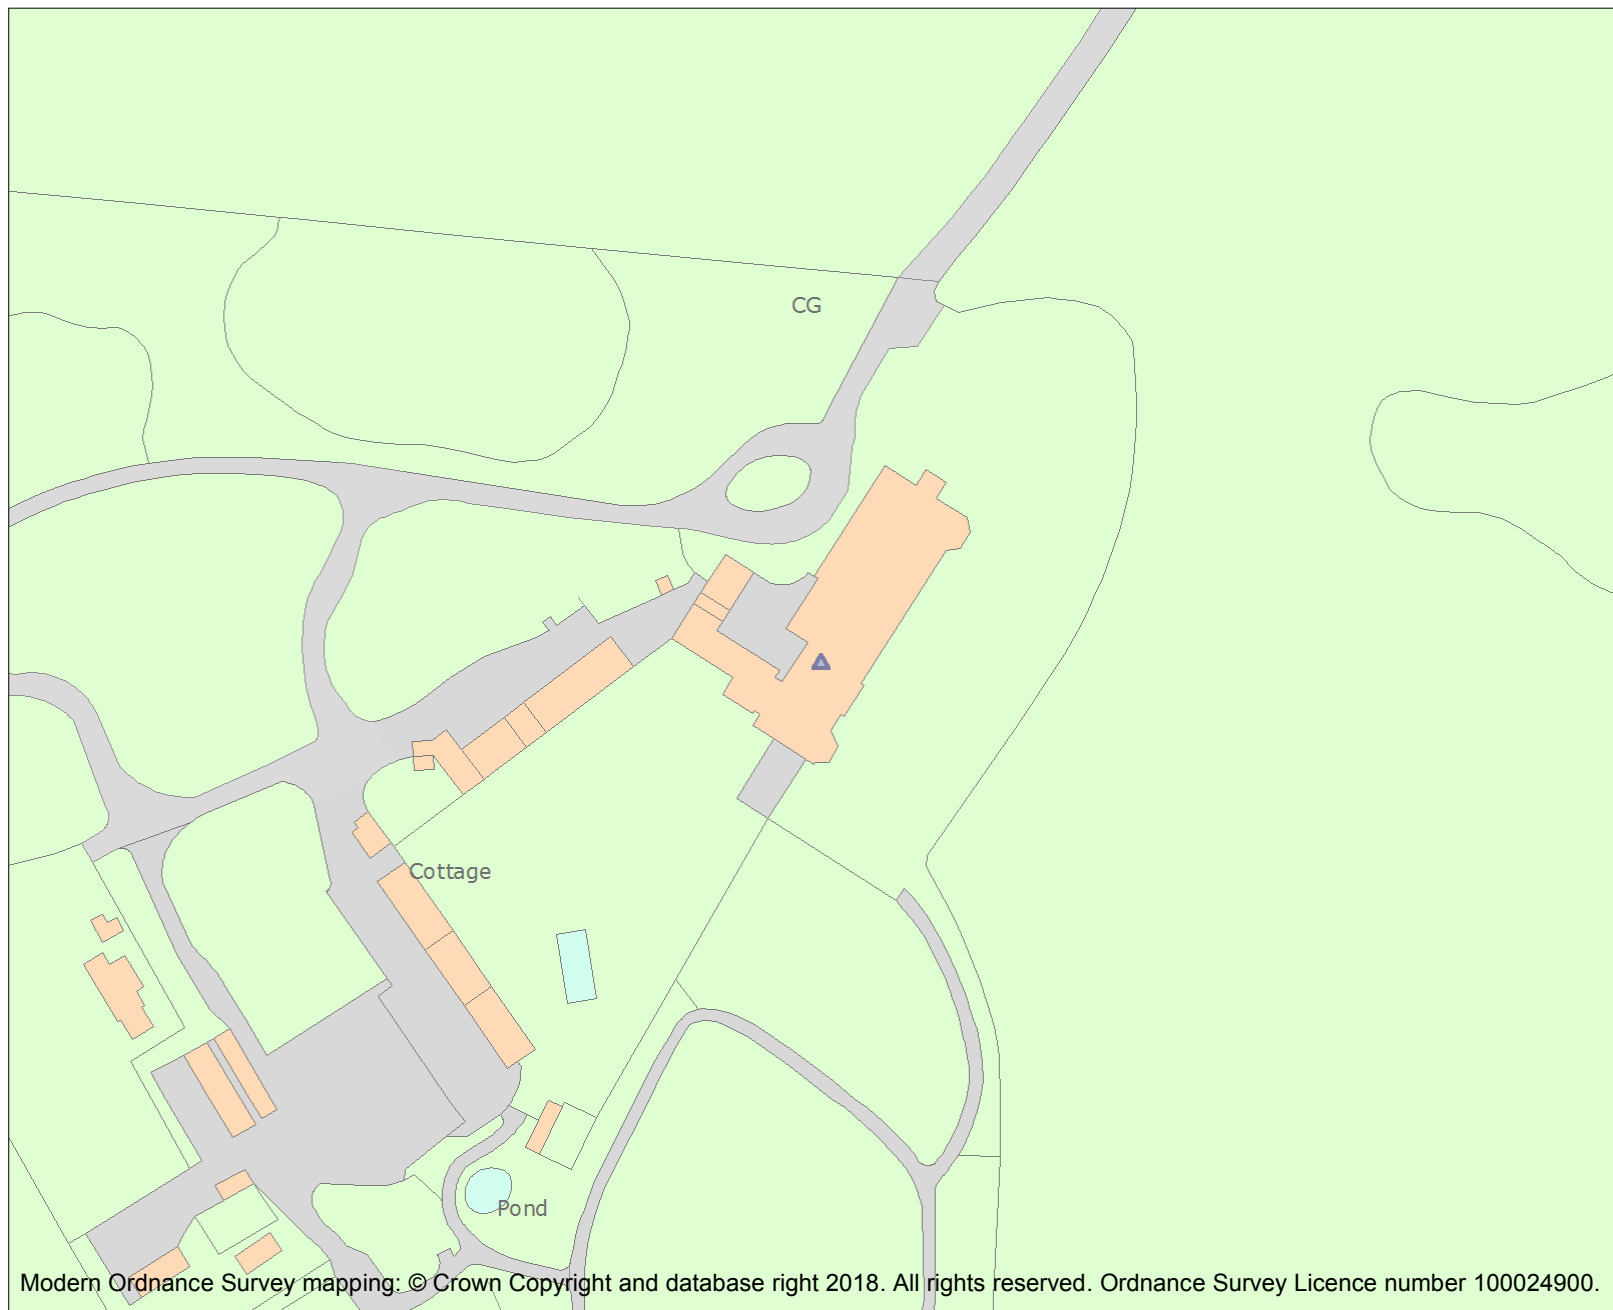 CG
Cottage
Pond
Modern Ordnance Survey mapping: © Crown Copyright and database right 2018. All rights reserved. Ordnance Survey Licence number 100024900.